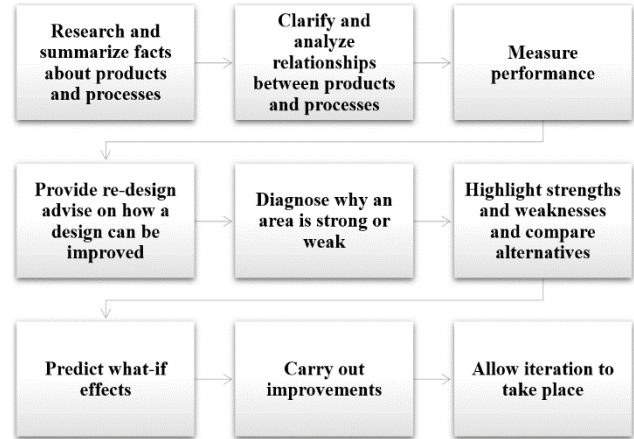 Research and
summarize facts
about products
and processes
Clarify and
analyze
relationships
between products
and processes
Measure
performance
Provide re-design
advise on how a
design can be
improved
Diagnose why an
area is strong or
weak
Highlight strengths
and weaknesses
and compare
alternatives
Predict what-if
effects
Carry out
improvements
Allow iteration to
take place